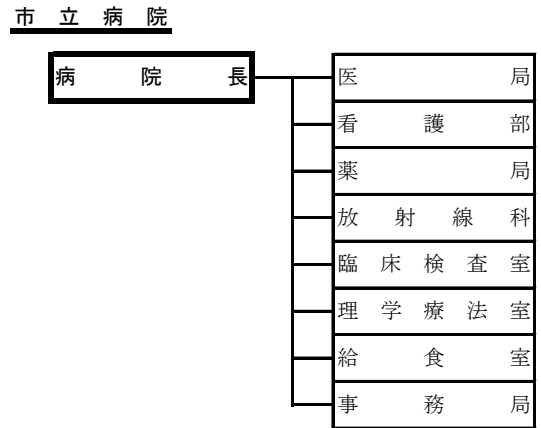 市立病院
病院長
医局
看護部
薬局
放射線科
臨床検査室
理学療法室
給食室
事務局